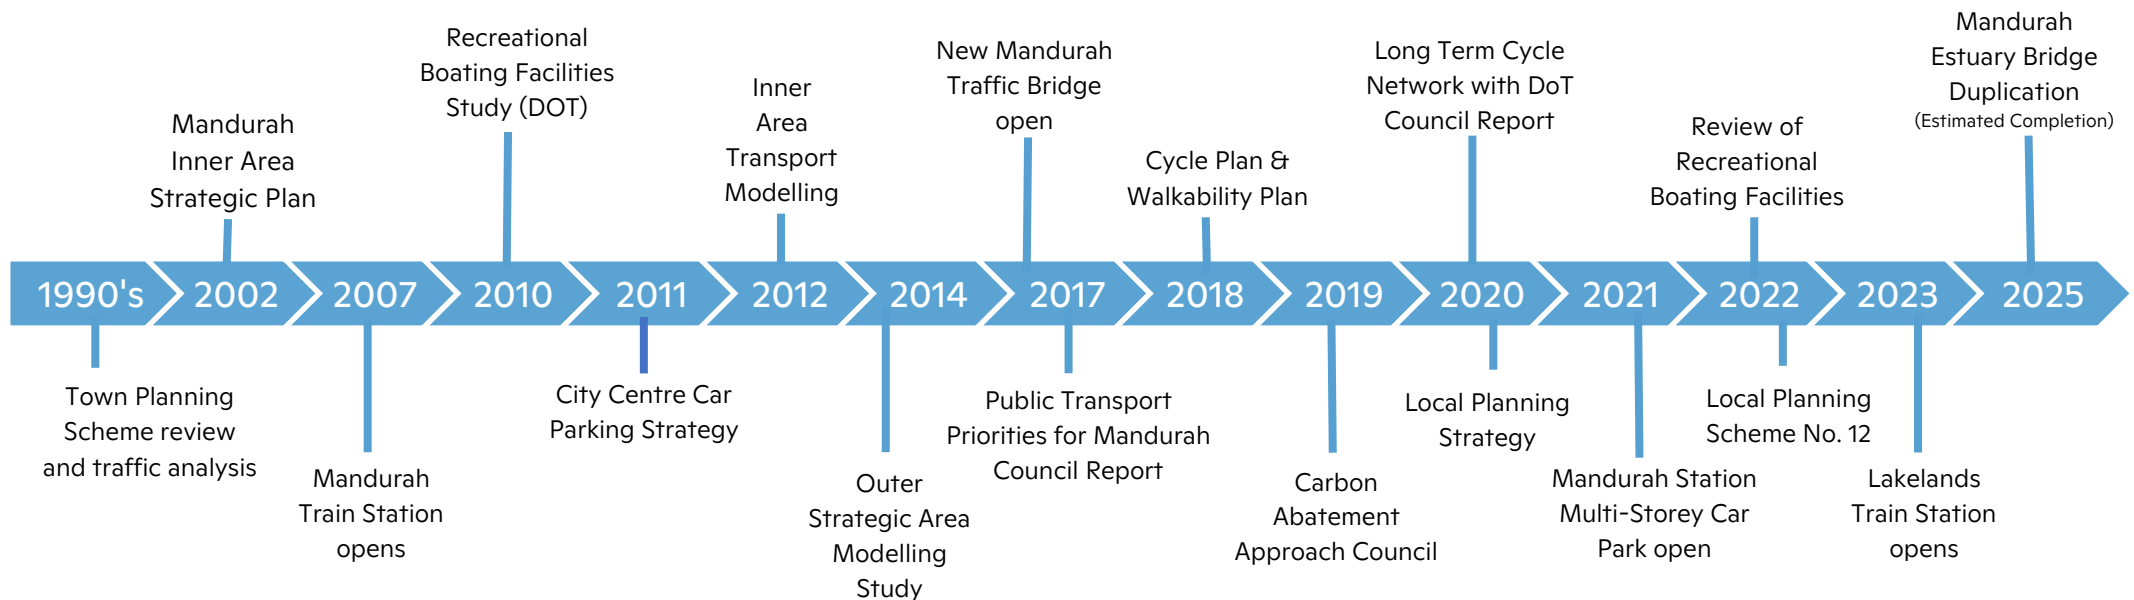 Recreational
Boating Facilities
Study (DOT)
Mandurah
Inner Area
Strategic Plan
Inner
Area
Transport
Modelling
New Mandurah
Traffic Bridge
open
Cycle Plan &
Walkability Plan
Long Term Cycle
Network with DoT
Council Report
Review of
Recreational
Boating Facilities
Mandurah
Estuary Bridge
Duplication
(Estimated Completion)
1990's
2002
2007
2010
2011
2012
2014
2017
2018
2019
2020
2021
2022
2023
2025
Town Planning
Scheme review
and traffic analysis
Mandurah
Train Station
opens
City Centre Car
Parking Strategy
Outer
Strategic Area
Modelling
Study
Public Transport
Priorities for Mandurah
Council Report
Carbon
Abatement
Approach Council
Local Planning
Strategy
Mandurah Station
Multi-Storey Car
Park open
Local Planning
Scheme No. 12
Lakelands
Train Station
opens